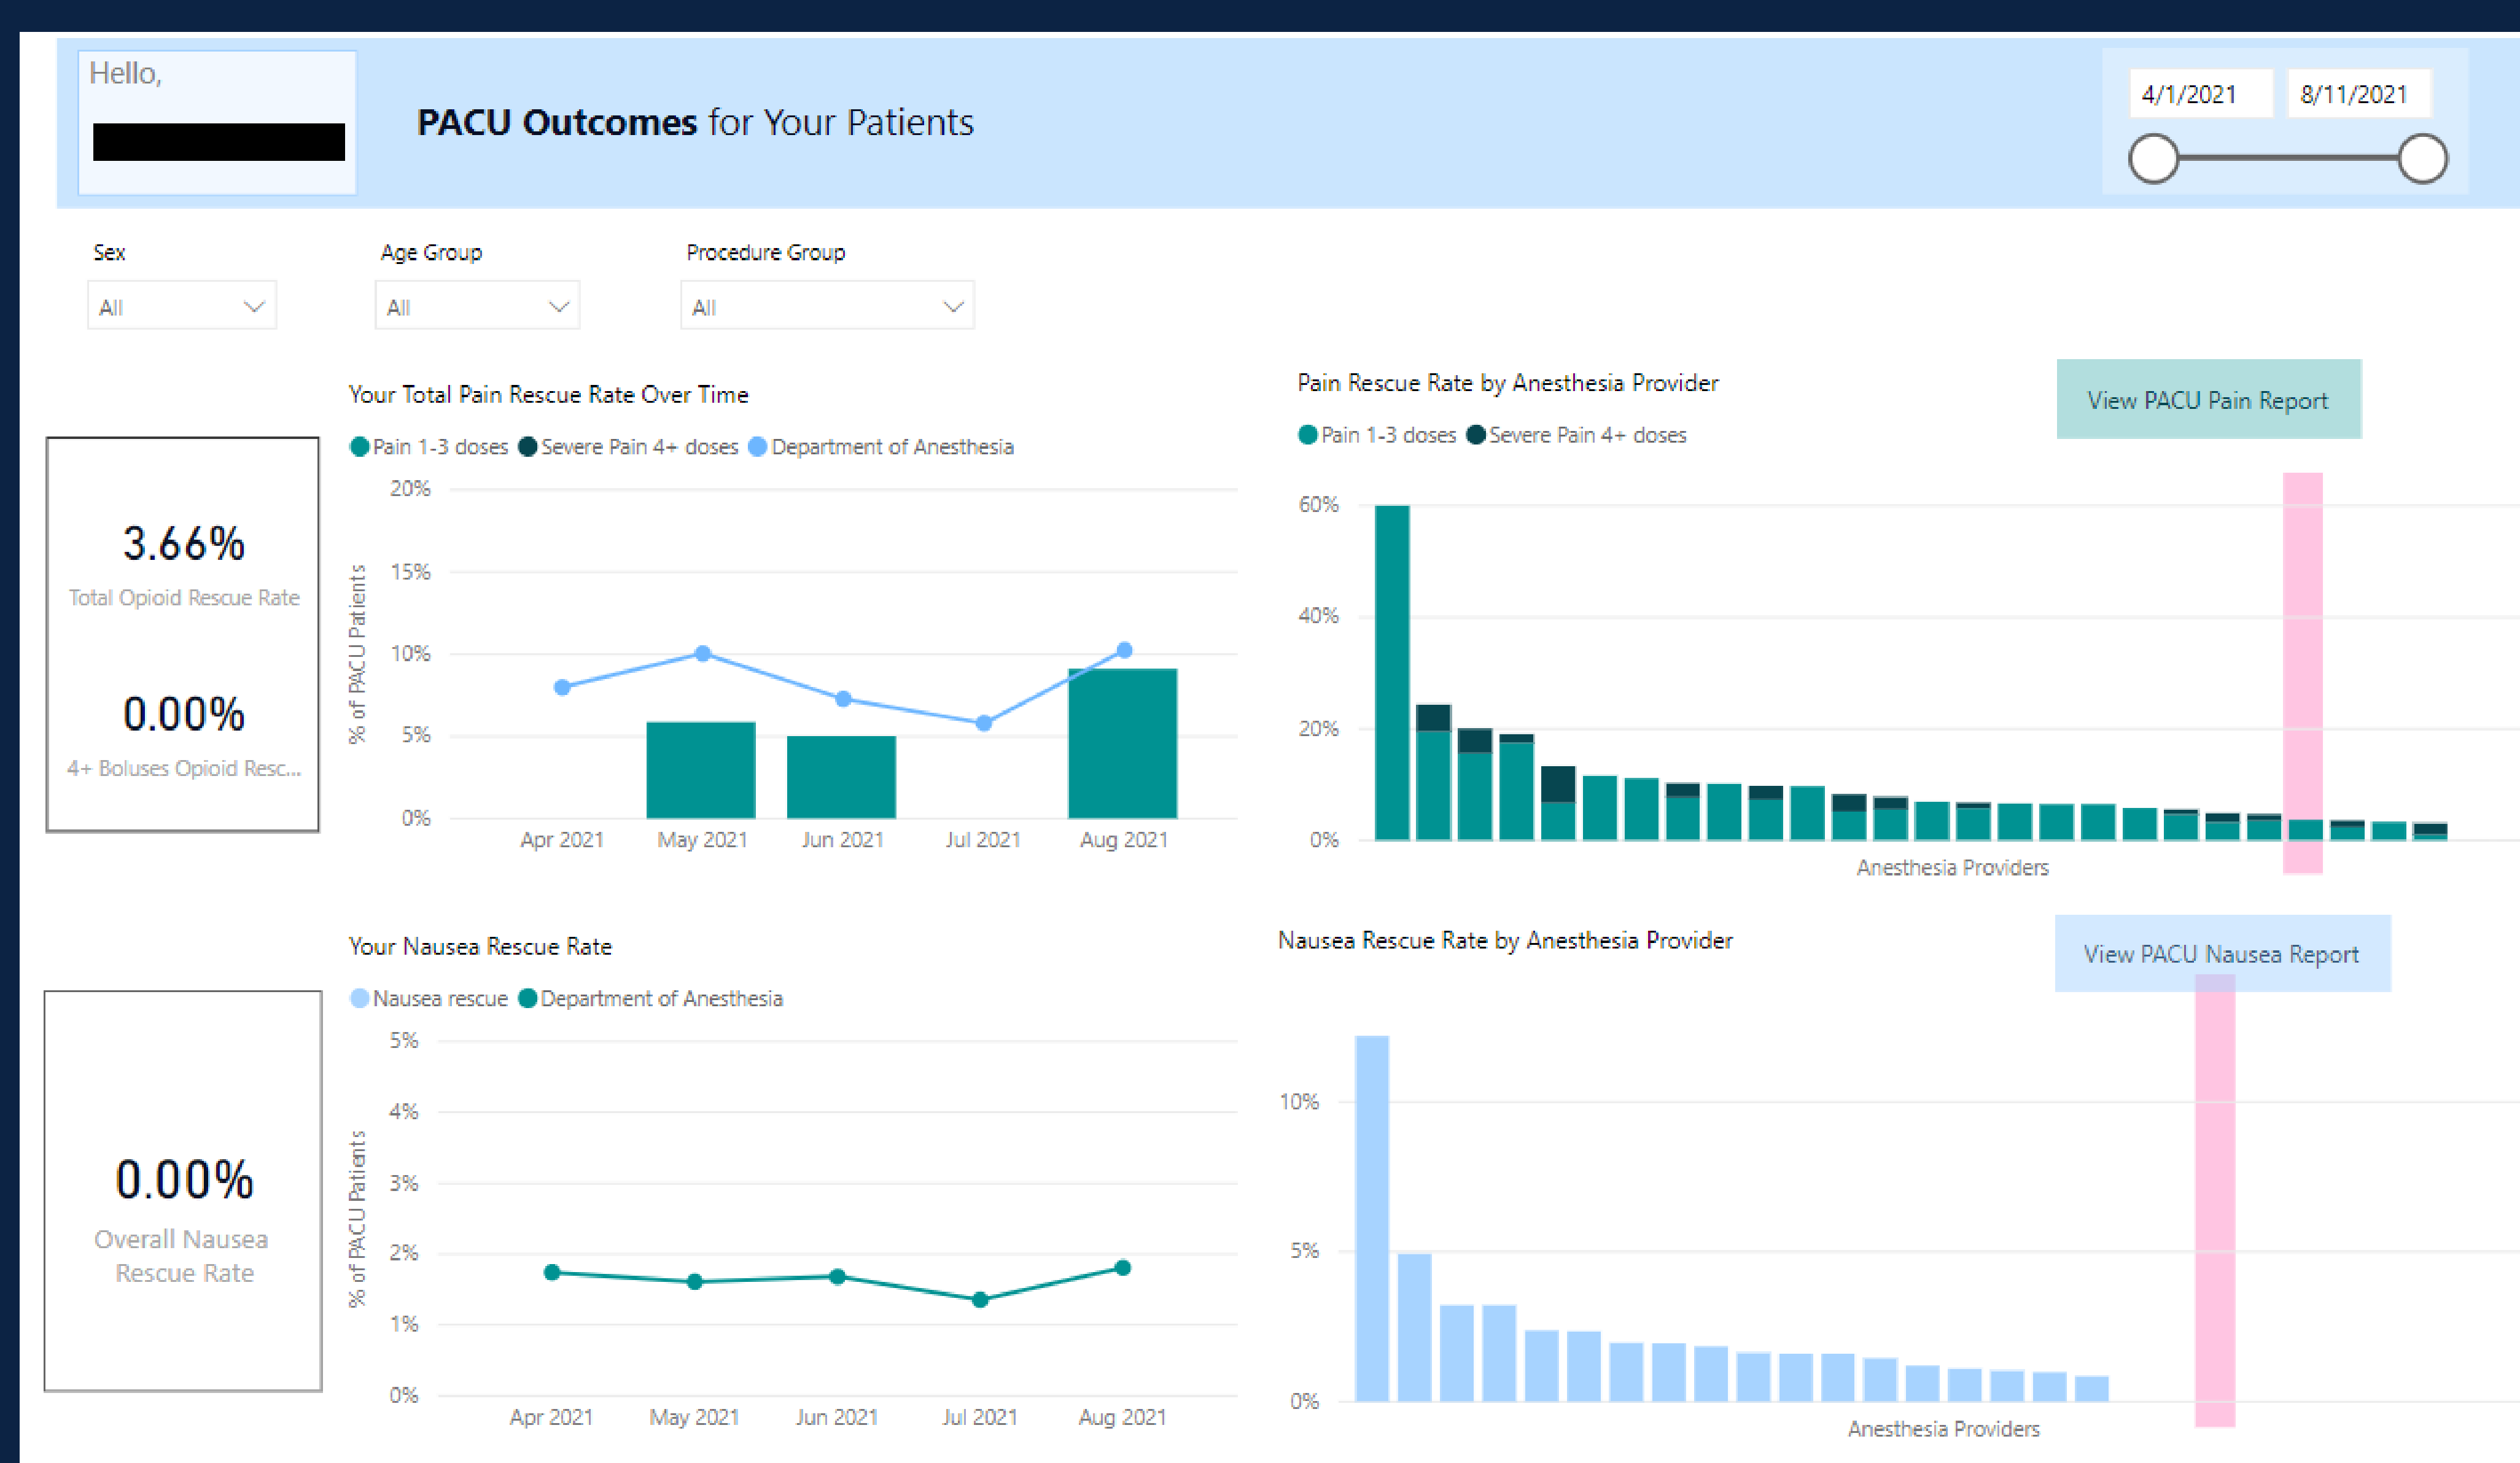 Hello,
PACU Outcomes for Your Patients
4/1/2021
8/11/2021
Sex
Age Group
Procedure Group
All
All
All
Your Total Pain Rescue Rate Over Time
Pain 1-3 doses
Severe Pain 4+ doses
Department of Anesthesia
3.66%
Total Opioid Rescue Rate
0.00%
4+ Boluses Opioid Resc...
% of PACU Patients
20%
15%
10%
5%
0%
Apr 2021
May 2021
Jun 2021
Jul 2021
Aug 2021
Pain Rescue Rate by Anesthesia Provider
View PACU Pain Report
Pain 1-3 doses
Severe Pain 4+ doses
60%
40%
20%
0%
Anesthesia Providers
Your Nausea Rescue Rate
Nausea rescue
Department of Anesthesia
0.00%
Overall Nausea
Rescue Rate
% of PACU Patients
5%
4%
3%
2%
1%
0%
Apr 2021
May 2021
Jun 2021
Jul 2021
Aug 2021
Nausea Rescue Rate by Anesthesia Provider
View PACU Nausea Report
10%
5%
0%
Anesthesia Providers